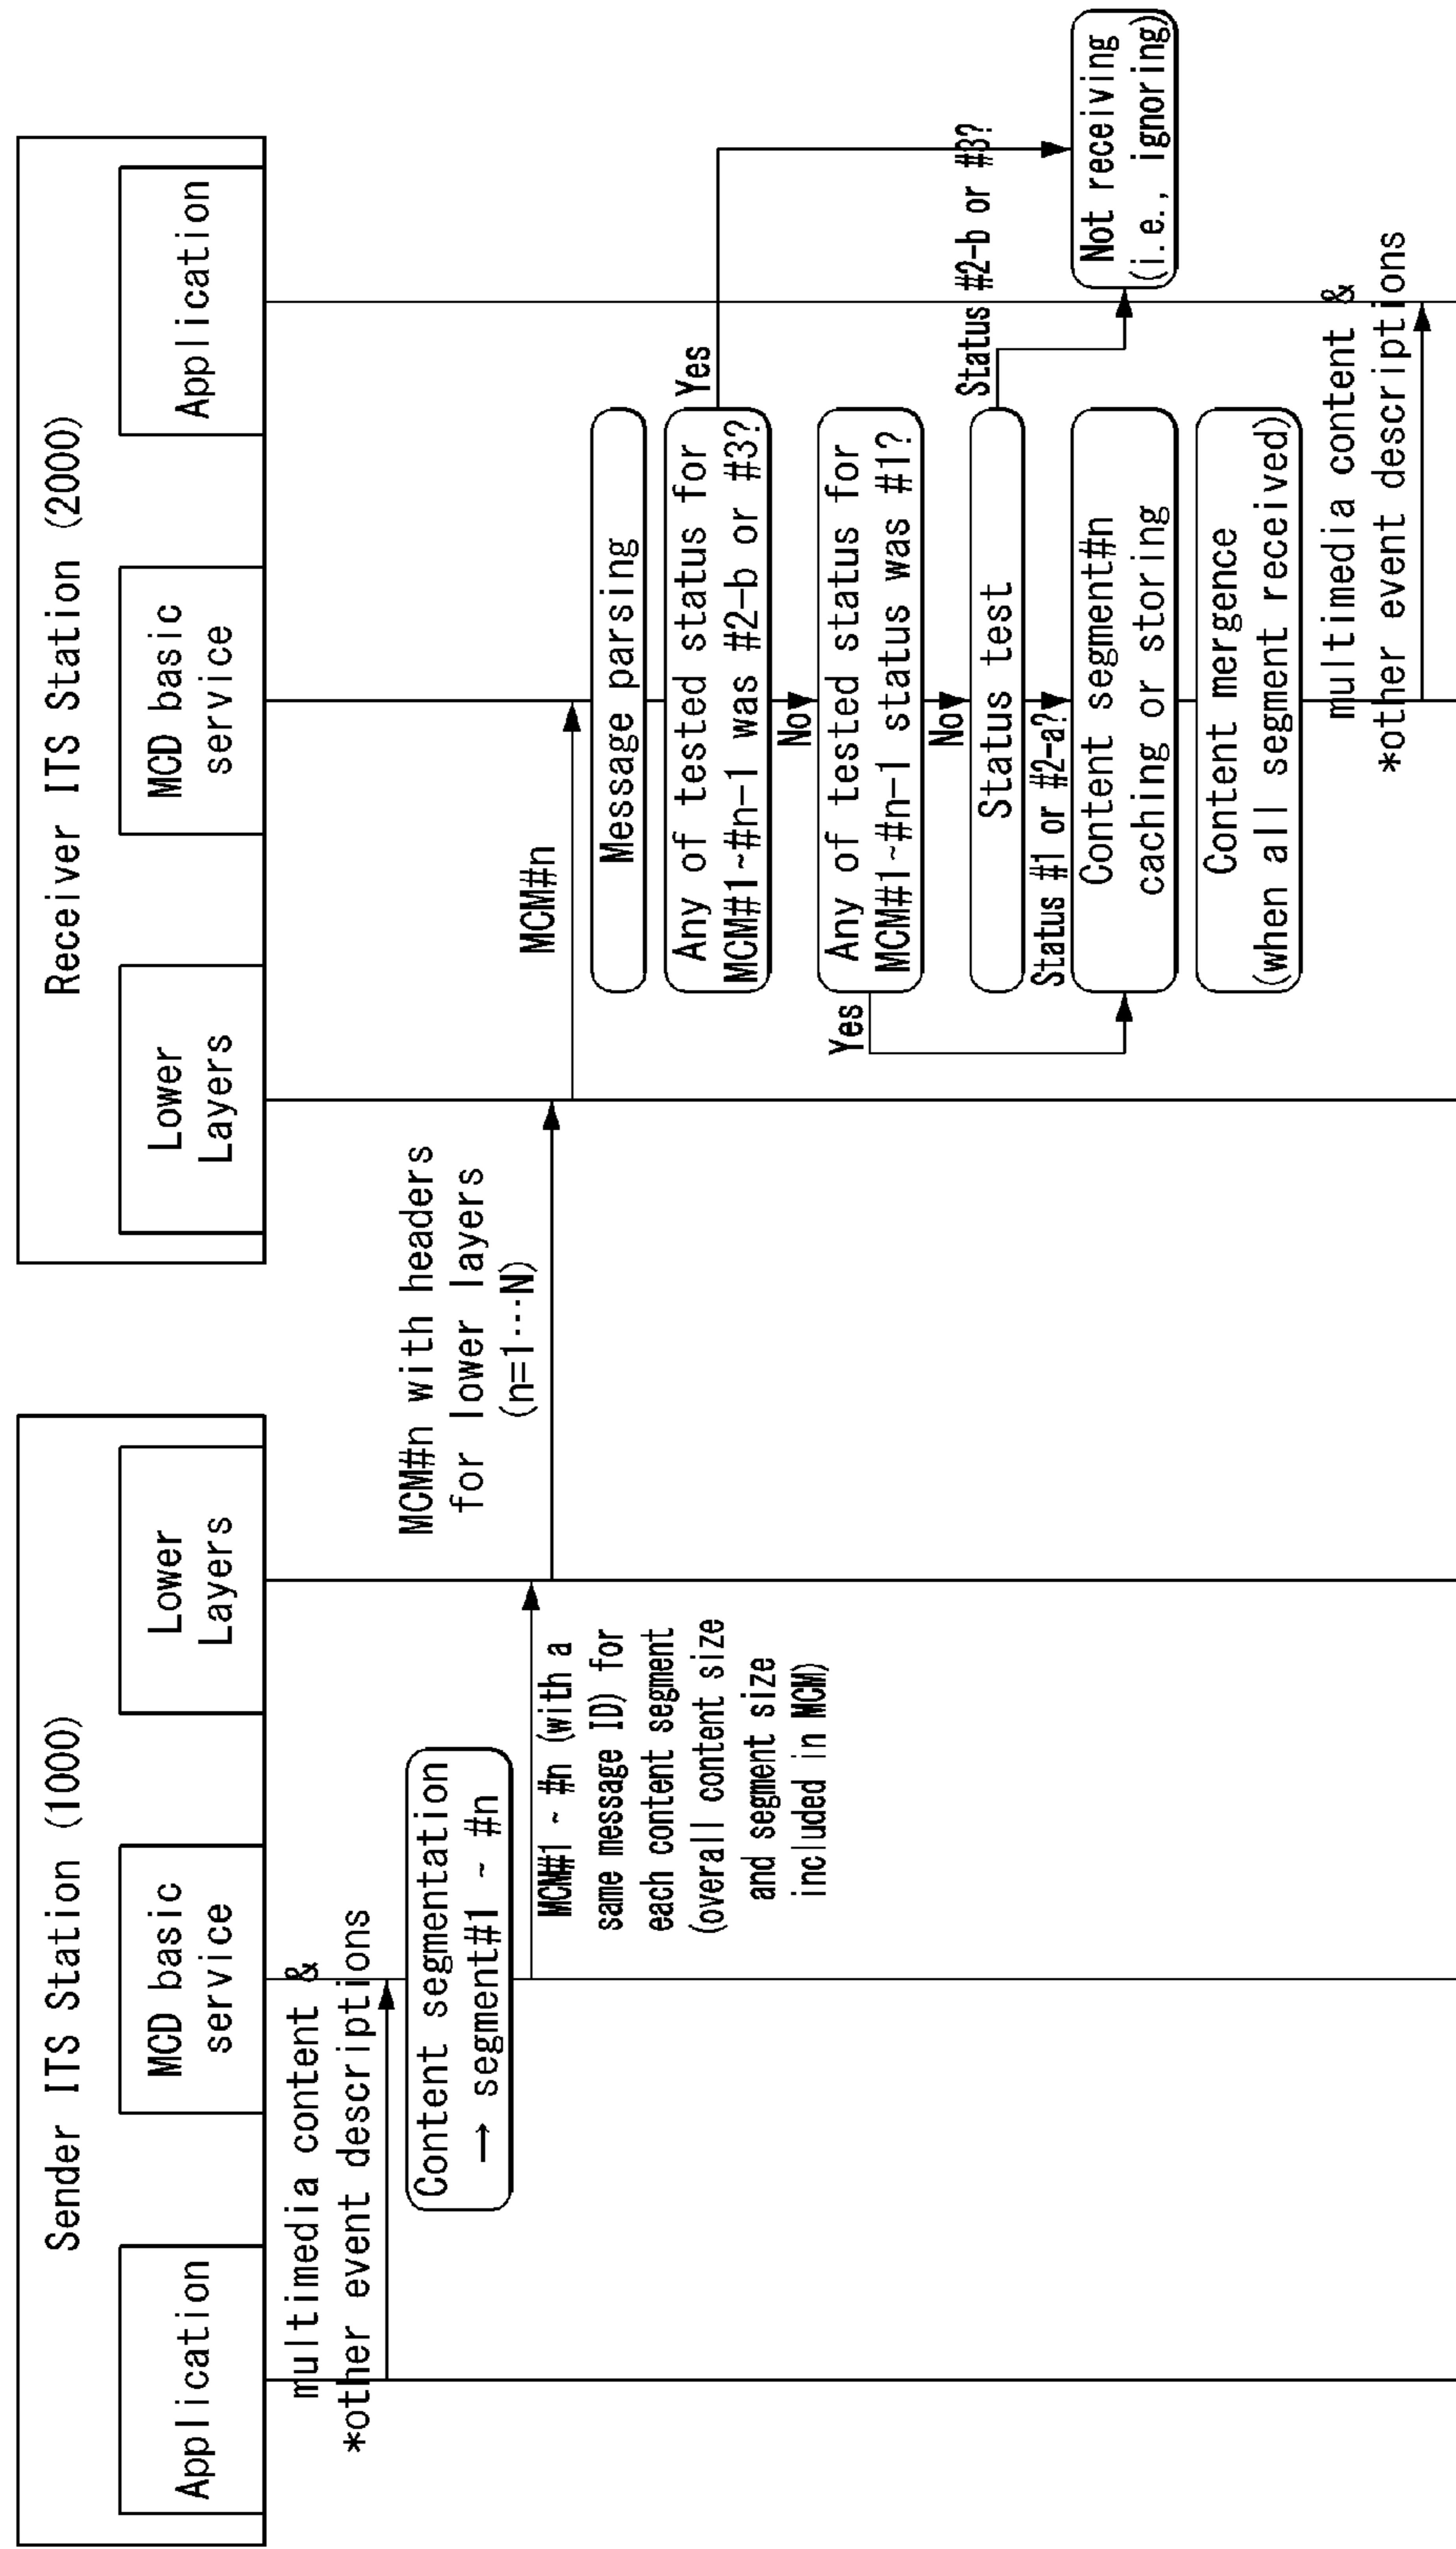 Sender ITS Station (1000)
Application
MCD basic
service
Lower
Layers
Receiver ITS Station (2000)
Lower
Layers
MCD basic
service
Application
multimedia content &
*other event descriptions
Content segmentation
→ segment#1 ~ #n
MCM#1 ~ #n (with a
same message ID) for
each content segment
(overall content size
and segment size
included in MCM)
MCM#n with headers
for lower layers
(n=1···N)
MCM#n
Message parsing
Any of tested status for
MCM#1~#n-1 was #2-b or #3?
Yes
No
Any of tested status for
MCM#1~#n-1 status was #1?
Yes
No
Status test
Status #2-b or #3?
Status #1 or #2-a?
Content segment#n
caching or storing
Not receiving
(i.e., ignoring)
Content mergence
(when all segment received)
multimedia content &
*other event descriptions